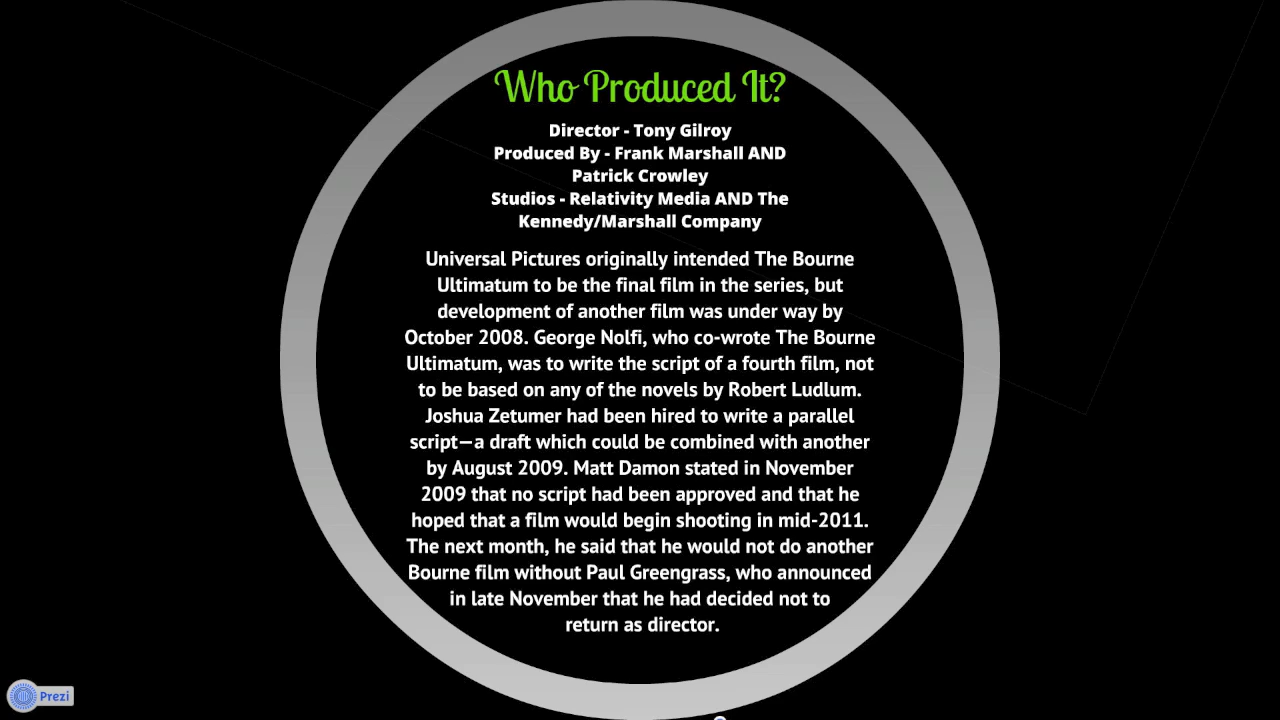 Who Produced It?
Director - Tony Gilroy
Produced By - Frank Marshall AND
Patrick Crowley
Studios - Relativity Media AND The
Kennedy/Marshall Company
Universal Pictures originally intended The Bourne
Ultimatum to be the final film in the series, but
development of another film was under way by
October 2008. George Nolfi, who co-wrote The Bourne
Ultimatum, was to write the script of a fourth film, not
to be based on any of the novels by Robert Ludlum.
Joshua Zetumer had been hired to write a parallel
script—a draft which could be combined with another
by August 2009. Matt Damon stated in November
2009 that no script had been approved and that he
hoped that a film would begin shooting in mid-2011.
The next month, he said that he would not do another
Bourne film without Paul Greengrass, who announced
in late November that he had decided not to
return as director.
Prezi